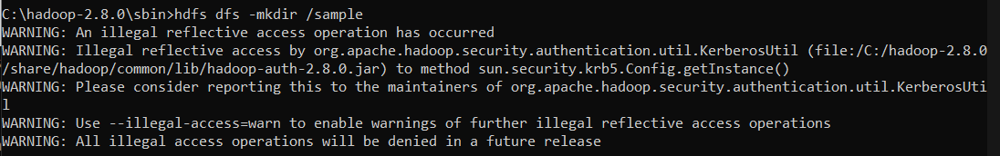 C:\hadoop-2.8.0\sbin>hdfs dfs -mkdir /sample
WARNING: An illegal reflective access operation has occurred
WARNING: Illegal reflective access by org.apache.hadoop.security.authentication.util.KerberosUtil (file:/C:/hadoop-2.8.0
/share/hadoop/common/lib/hadoop-auth-2.8.0.jar) to method sun.security.krb5.Config.getInstance()
WARNING: Please consider reporting this to the maintainers of org.apache.hadoop.security.authentication.util.KerberosUti
l
WARNING: Use --illegal-access=warn to enable warnings of further illegal reflective access operations
WARNING: All illegal access operations will be denied in a future release